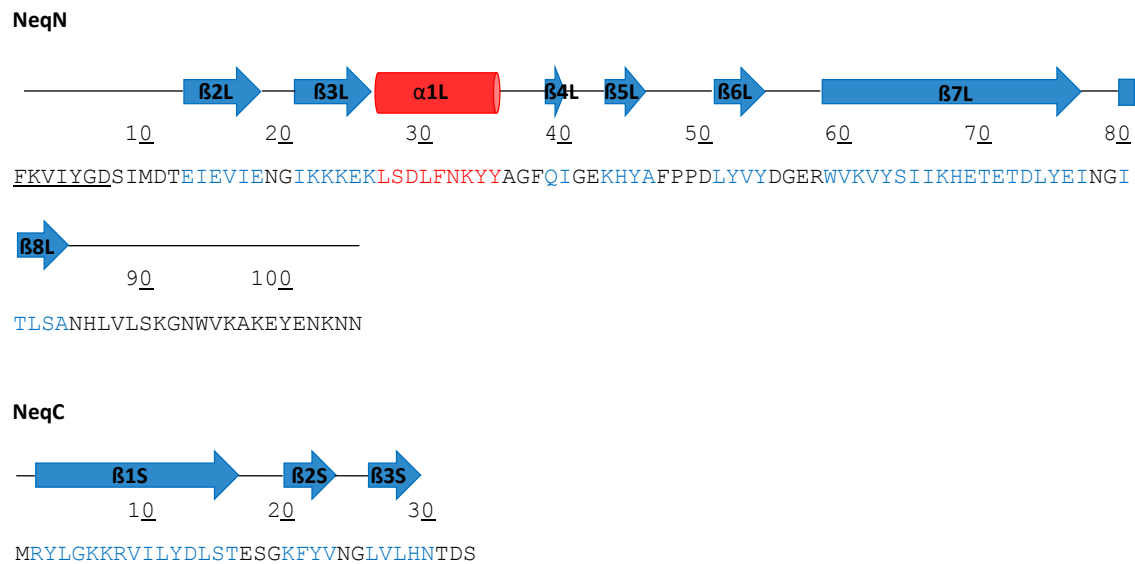 NeqN
ß2L ß3L α1L ß4L ß5L ß6L ß7L
10 20 30 40 50 60 70 80
FKVIYGDSIMDTEIEVIENGIKKKEKLSDLFNKYYAGFQIGEKHYAFPPDLYVYDGERWVKVYSIIKHETETDLYEINGI
ß8L
90 100
TLSANHLVLSKGNWVKAKEYENKNN
NeqC
ß1S ß2S ß3S
10 20 30
MRYLGKKRVILYDLSTESGKFYVNGLVLHNTDS